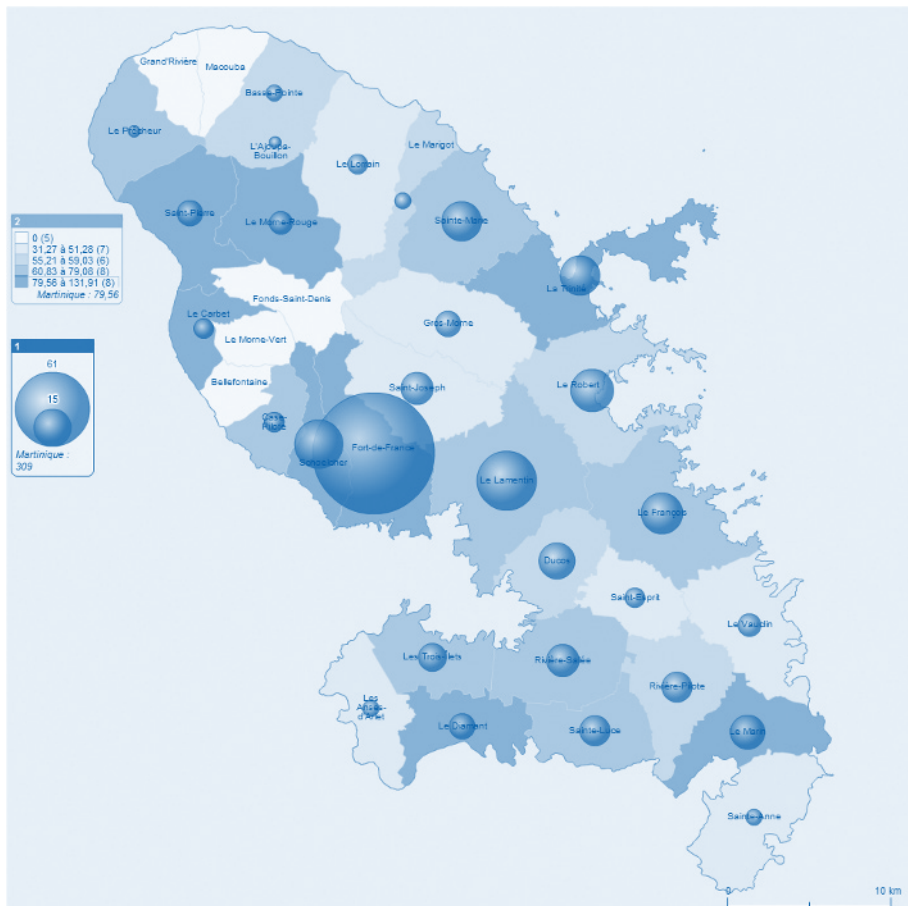 Grand'Rivière
Macouba
Basse-Pointe
Le Prêcheur
L'Ajoupa-
Bouillon
Le Marigot
Le Lorrain
Saint-Pierre
Le Morne-Rouge
Sainte-Marie
2
0 (5)
31,27 à 51,28 (7)
55,21 à 59,03 (6)
60,83 à 79,08 (8)
79,56 à 131,91 (8)
Martinique : 79,56
La Trinité
Fonds-Saint-Denis
Le Carbet
Gros-Morne
Le Morne-Vert
1
61
15
Martinique :
309
Bellefontaine
Saint-Joseph
Le Robert
Case-
Pilote
Fort-de-France
Schoelcher
Le Lamentin
Le François
Ducos
Saint-Esprit
Le Vauclin
Les Trois-Îlets
Rivière-Salée
Rivière-Pilote
Les
Anses-
d'Arlet
Le Diamant
Sainte-Luce
Le Marin
Sainte-Anne
0
10 km